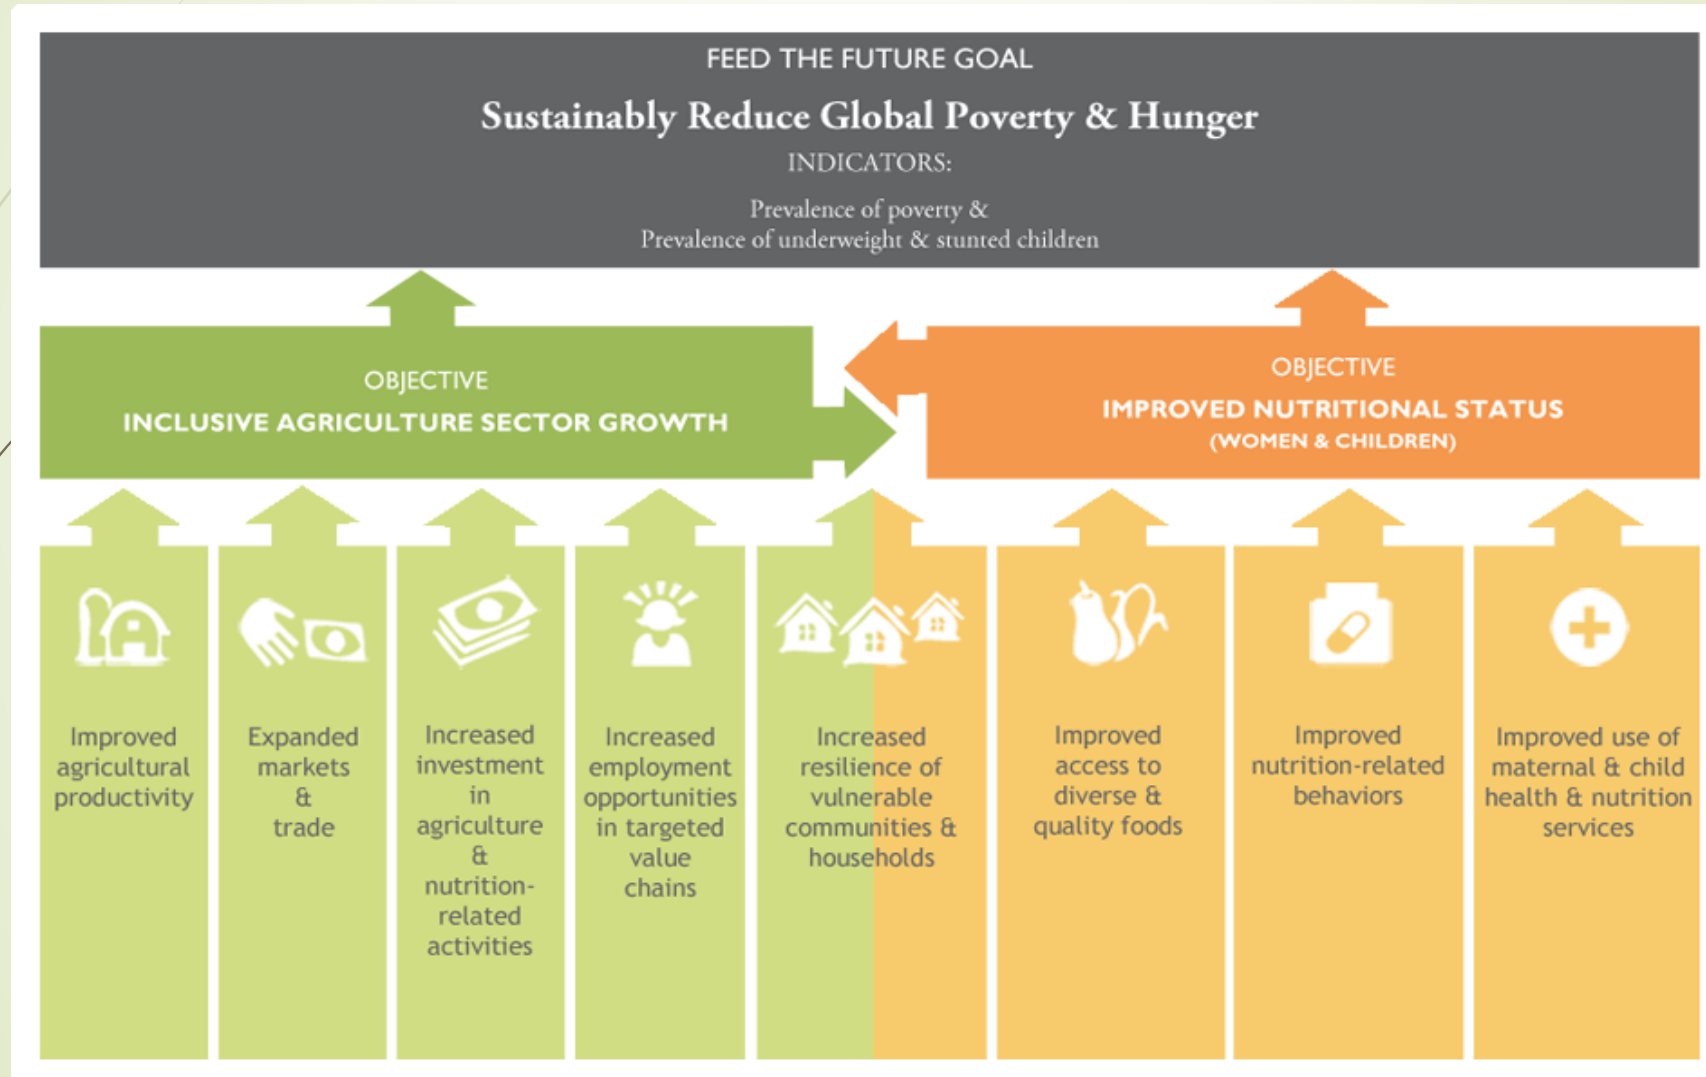 FEED THE FUTURE GOAL
Sustainably Reduce Global Poverty & Hunger
INDICATORS:
Prevalence of poverty &
Prevalence of underweight & stunted children
OBJECTIVE
INCLUSIVE AGRICULTURE SECTOR GROWTH
OBJECTIVE
IMPROVED NUTRITIONAL STATUS
(WOMEN & CHILDREN)
Improved
agricultural
productivity
Expanded
markets
&
trade
Increased
investment
in
agriculture
&
nutrition-
related
activities
Increased
employment
opportunities
in targeted
value
chains
Increased
resilience of
vulnerable
communities &
households
Improved
access to
diverse &
quality foods
Improved
nutrition-related
behaviors
Improved use of
maternal & child
health & nutrition
services